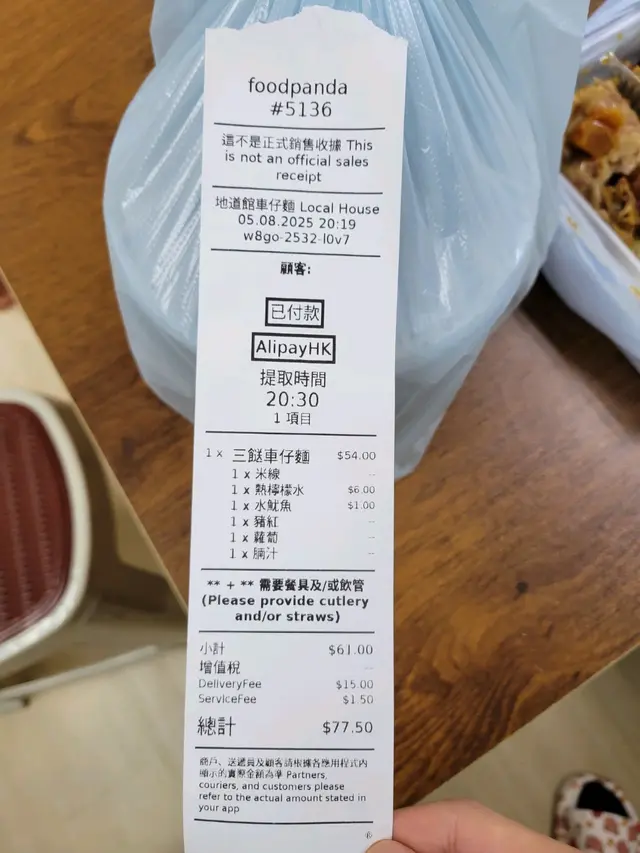 foodpanda
#5136
這不是正式銷售收據 This
is not an official sales
receipt
地道館車仔麵 Local House
05.08.2025 20:19
w8go-2532-l0v7
顧客:
已付款
AlipayHK
提取時間
20:30
1 項目
1 x 三餸車仔麵 $54.00
1 x 米線 --
1 x 熱檸檬水 $6.00
1 x 水魷魚 $1.00
1 x 豬紅 --
1 x 蘿蔔 --
1 x 腩汁 --
** + ** 需要餐具及/或飲管
(Please provide cutlery
and/or straws)
小計 $61.00
增值稅 --
DeliveryFee $15.00
ServiceFee $1.50
總計 $77.50
商戶、送遞員及顧客請根據各應用程式內
顯示的實際金額為準 Partners,
couriers, and customers please
refer to the actual amount stated in
your app